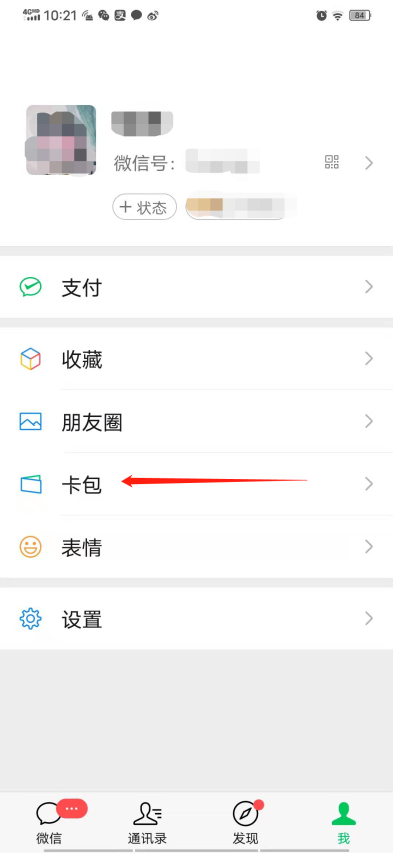 4GHD 10:21 84
微信号：
+ 状态
支付
收藏
朋友圈
卡包
表情
设置
微信 通讯录 发现 我